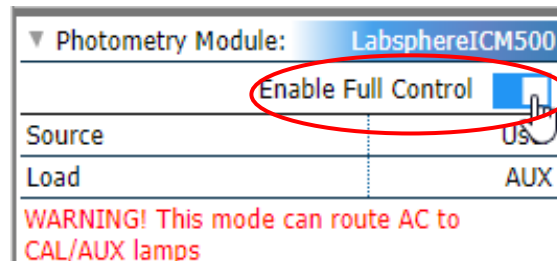 ▼ Photometry Module: LabsphereICM500
Enable Full Control
Source
Load AUX
WARNING! This mode can route AC to
CAL/AUX lamps